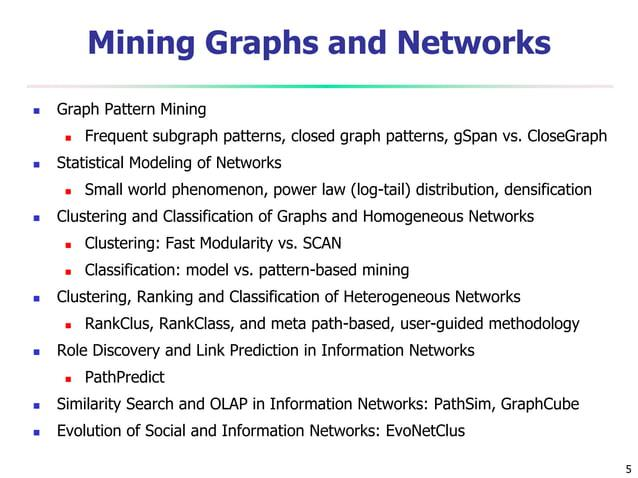 Mining Graphs and Networks
Graph Pattern Mining
Frequent subgraph patterns, closed graph patterns, gSpan vs. CloseGraph
Statistical Modeling of Networks
Small world phenomenon, power law (log-tail) distribution, densification
Clustering and Classification of Graphs and Homogeneous Networks
Clustering: Fast Modularity vs. SCAN
Classification: model vs. pattern-based mining
Clustering, Ranking and Classification of Heterogeneous Networks
RankClus, RankClass, and meta path-based, user-guided methodology
Role Discovery and Link Prediction in Information Networks
PathPredict
Similarity Search and OLAP in Information Networks: PathSim, GraphCube
Evolution of Social and Information Networks: EvoNetClus
5